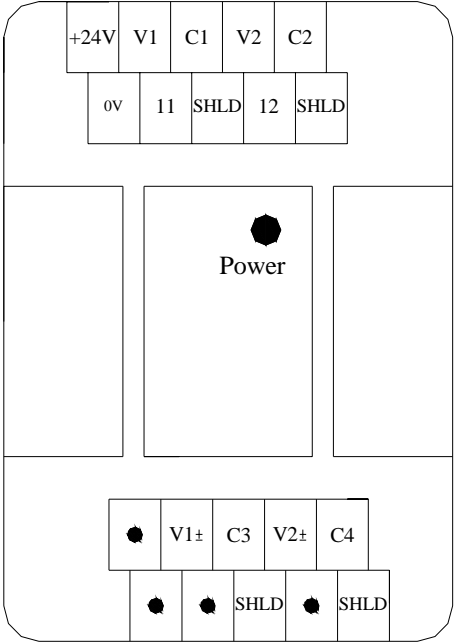 +24V V1 C1 V2 C2
0V 11 SHLD 12 SHLD
Power
V1± C3 V2± C4
SHLD SHLD